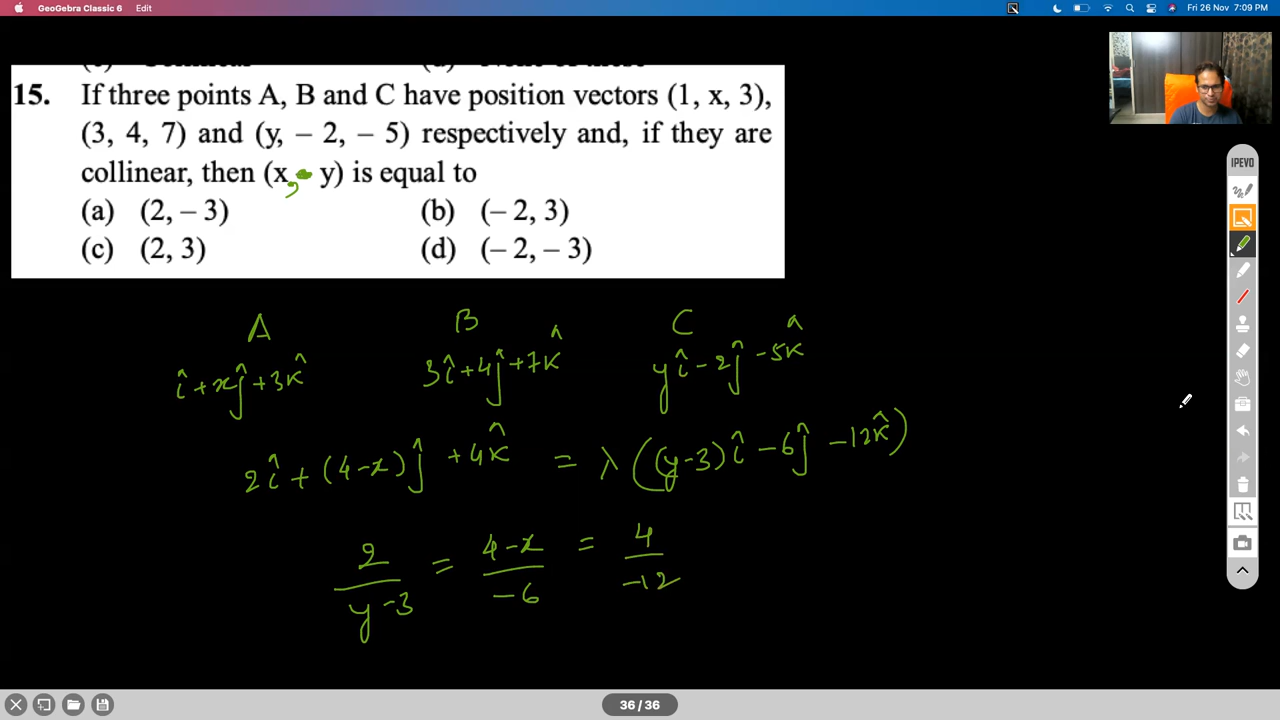 GeoGebra Classic 6 Edit Fri 26 Nov 7:09 PM
15. If three points A, B and C have position vectors (1, x, 3),
(3, 4, 7) and (y, – 2, – 5) respectively and, if they are
collinear, then (x, y) is equal to
(a) (2, – 3) (b) (– 2, 3)
(c) (2, 3) (d) (– 2, – 3)
A B C
î + xĵ + 3k̂ 3î + 4ĵ + 7k̂ yî - 2ĵ - 5k̂
2î + (4-x)ĵ + 4k̂ = λ((y-3)î - 6ĵ - 12k̂)
2/(y-3) = (4-x)/-6 = 4/-12
IPEVO
36 / 36